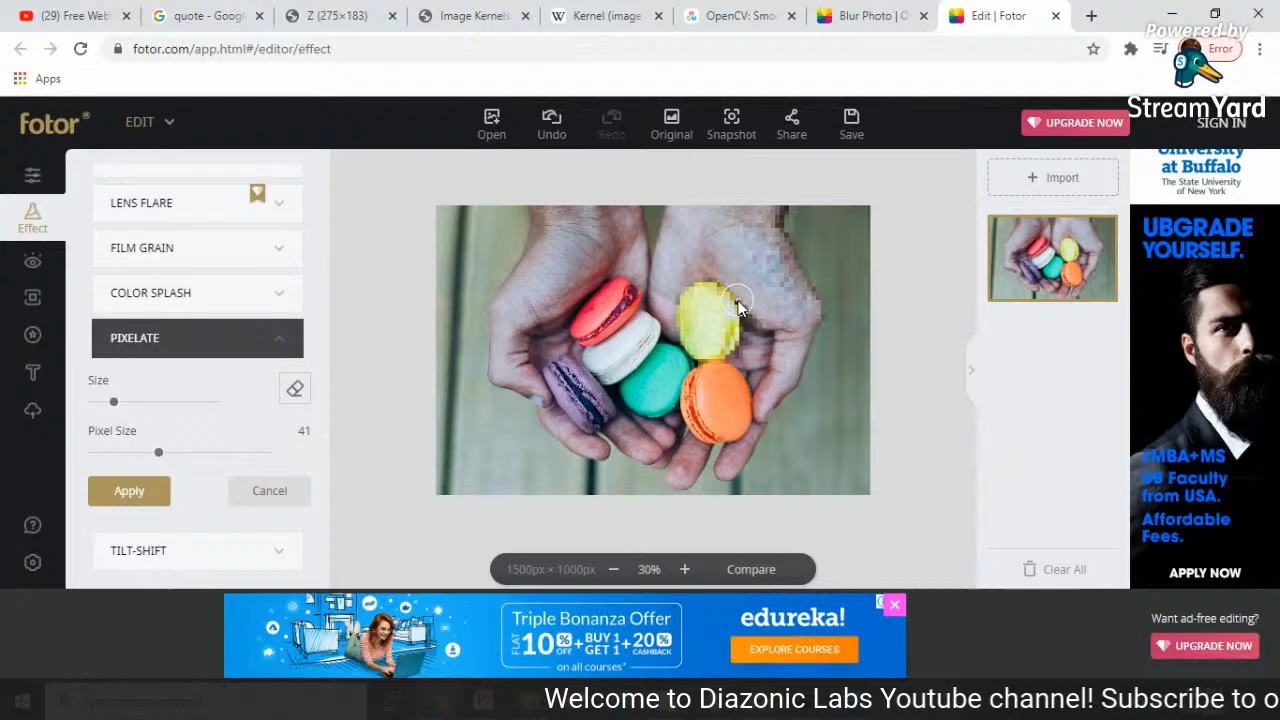 (29) Free Web
quote - Goog
Z (275×183)
Image Kernels
Kernel (image
OpenCV: Smo
Blur Photo | O
Edit | Fotor
fotor.com/app.html#/editor/effect
Error
Powered by
Apps
StreamYard
fotor®
EDIT
Open
Undo
Redo
Original
Snapshot
Share
Save
UPGRADE NOW
SIGN IN
Effect
LENS FLARE
FILM GRAIN
COLOR SPLASH
PIXELATE
Size
Pixel Size
41
Apply
Cancel
TILT-SHIFT
1500px × 1000px
30%
Compare
Import
Clear All
University
at Buffalo
The State University
of New York
UBGRADE
YOURSELF.
MBA+MS
UB Faculty
from USA.
Affordable
Fees.
APPLY NOW
Triple Bonanza Offer
FLAT 10% OFF + BUY 1 GET 1 + 20% CASHBACK
on all courses*
edureka!
EXPLORE COURSES
Want ad-free editing?
UPGRADE NOW
Welcome to Diazonic Labs Youtube channel! Subscribe to o